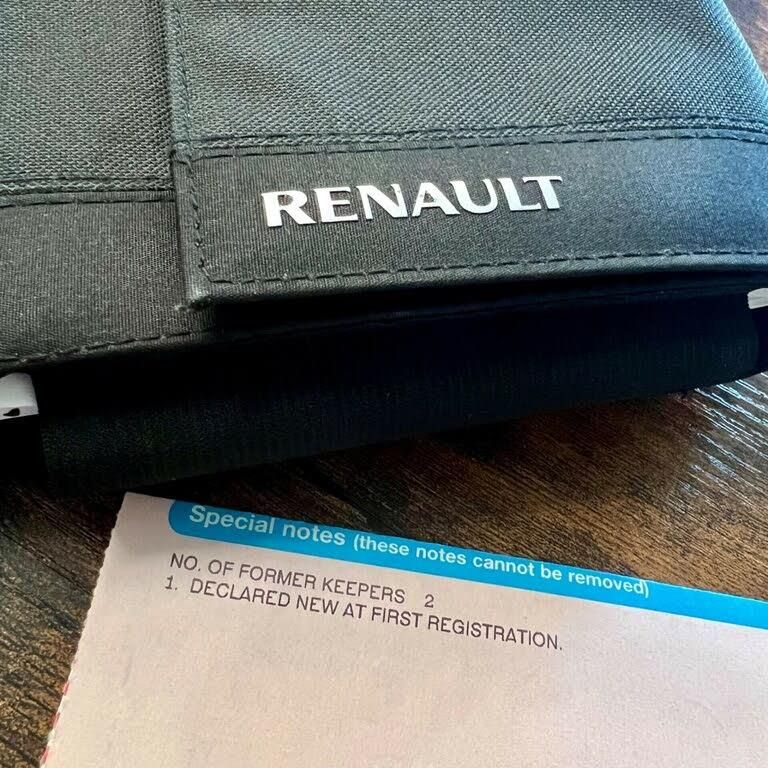 RENAULT
Special notes (these notes cannot be removed)
NO. OF FORMER KEEPERS 2
1. DECLARED NEW AT FIRST REGISTRATION.